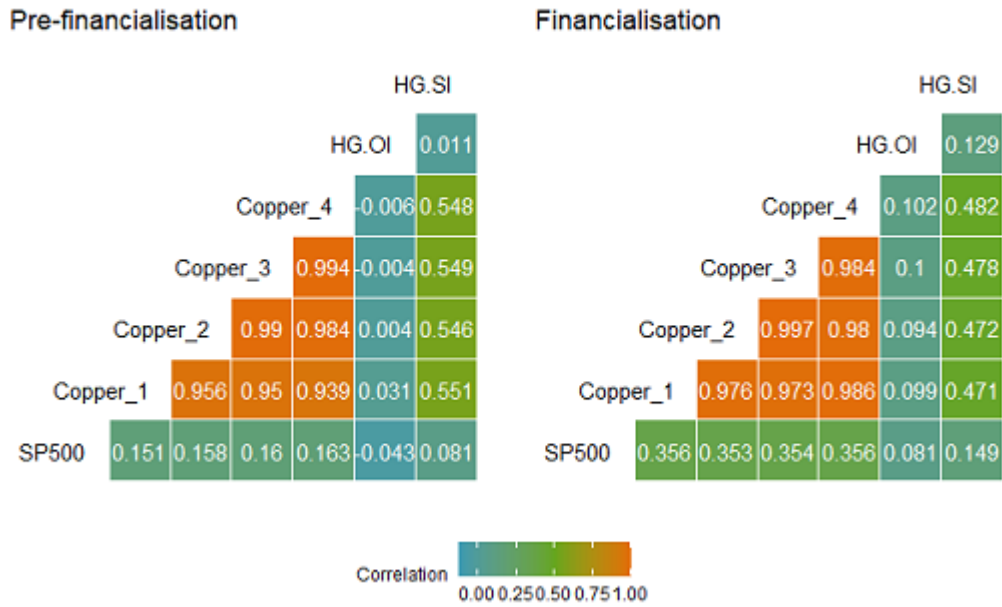 Pre-financialisation
HG.SI
HG.OI 0.011
Copper_4 -0.006 0.548
Copper_3 0.994 -0.004 0.549
Copper_2 0.99 0.984 0.004 0.546
Copper_1 0.956 0.95 0.939 0.031 0.551
SP500 0.151 0.158 0.16 0.163 -0.043 0.081
Financialisation
HG.SI
HG.OI 0.129
Copper_4 0.102 0.482
Copper_3 0.984 0.1 0.478
Copper_2 0.997 0.98 0.094 0.472
Copper_1 0.976 0.973 0.986 0.099 0.471
SP500 0.356 0.353 0.354 0.356 0.081 0.149
Correlation
0.00 0.25 0.50 0.75 1.00